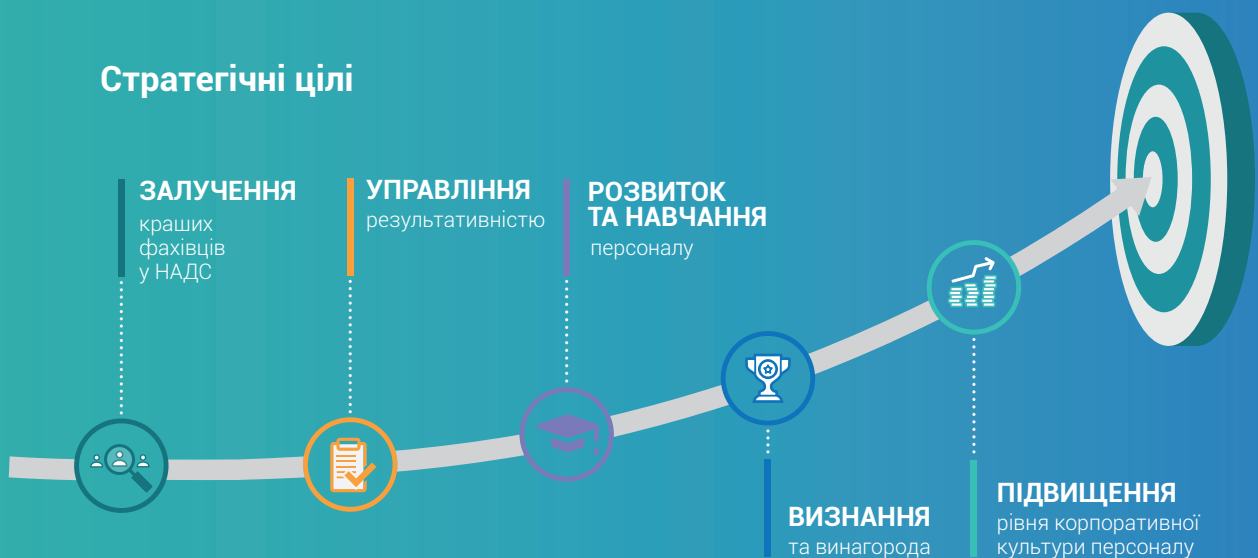 Стратегічні цілі
ЗАЛУЧЕННЯ
кращих
фахівців
у НАДС
УПРАВЛІННЯ
результативністю
РОЗВИТОК
ТА НАВЧАННЯ
персоналу
ВИЗНАННЯ
та винагорода
ПІДВИЩЕННЯ
рівня корпоративної
культури персоналу